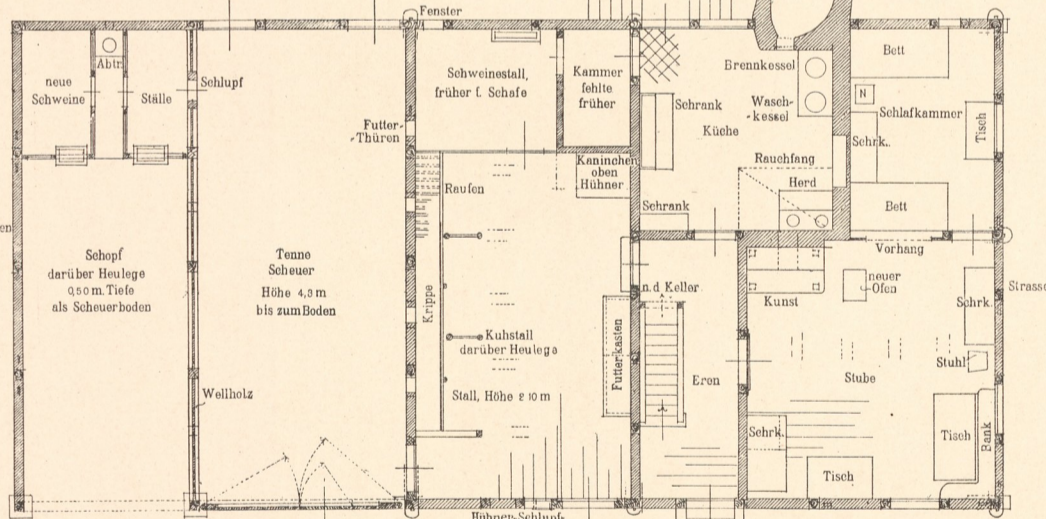 Fenster
neue
Schweine
Abtr.
Ställe
Schlupf
Futter-
-Thüren
Schweinestall,
früher f. Schafe
Kammer
fehlte
früher
Kaninchen
oben
Hühner
Raufen
Krippe
Schopf
darüber Heulege
0,50 m. Tiefe
als Scheuerboden
Tenne
Scheuer
Höhe 4,3 m
bis zum Boden
Wellholz
Kuhstall
darüber Heulege
Stall, Höhe 2 10 m
Futterkasten
Hühner-Schlupf
Schrank
Küche
Brennkessel
Wasch-
-kessel
Rauchfang
Herd
Schrank
n.d Keller
Eren
Bett
N
Schlafkammer
Tisch
Schrk.
Bett
Vorhang
Kunst
neuer
Ofen
Schrk.
Strasse
Stuhl
Stube
Schrk.
Tisch
Tisch
Bank